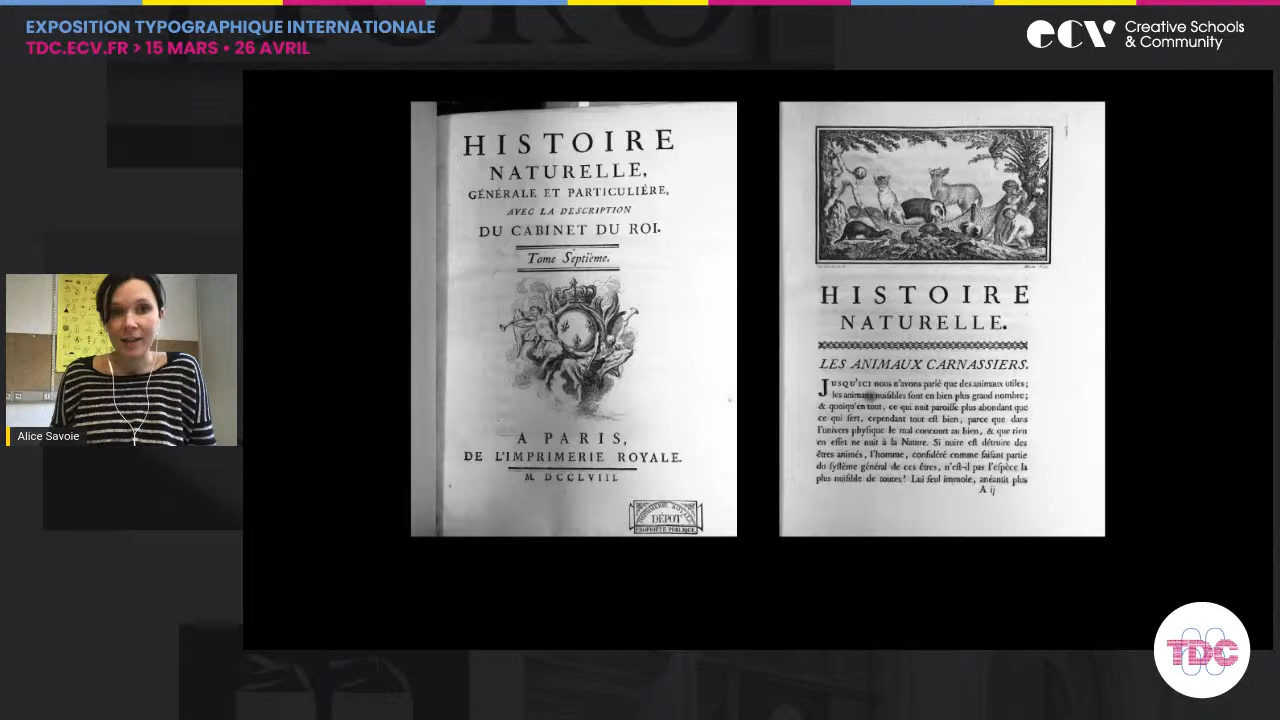 EXPOSITION TYPOGRAPHIQUE INTERNATIONALE
TDC.ECV.FR > 15 MARS • 26 AVRIL
ecv Creative Schools
& Community
HISTOIRE
NATURELLE,
GÉNÉRALE ET PARTICULIÉRE,
AVEC LA DESCRIPTION
DU CABINET DU ROI.
Tome Septième.
A PARIS,
DE L'IMPRIMERIE ROYALE.
M. DCCLVIII.
DÉPOT
PROPRIÉTÉ PUBLIQUE
HISTOIRE
NATURELLE.
LES ANIMAUX CARNASSIERS.
JUSQU'ICI nous n'avons parlé que des animaux utiles;
les animaux nuisibles sont en bien plus grand nombre;
& quoiqu'en tout, ce qui nuit paroisse plus abondant que
ce qui sert, cependant tout est bien, parce que dans
l'univers physique le mal concourt au bien, & que rien
en effet ne nuit à la Nature. Si nuire est détruire des
êtres animés, l'homme, considéré comme faisant partie
du système général de ces êtres, n'est-il pas l'espèce la
plus nuisible de toutes! Lui seul immole, anéantit plus
A ij
Alice Savoie
TDC